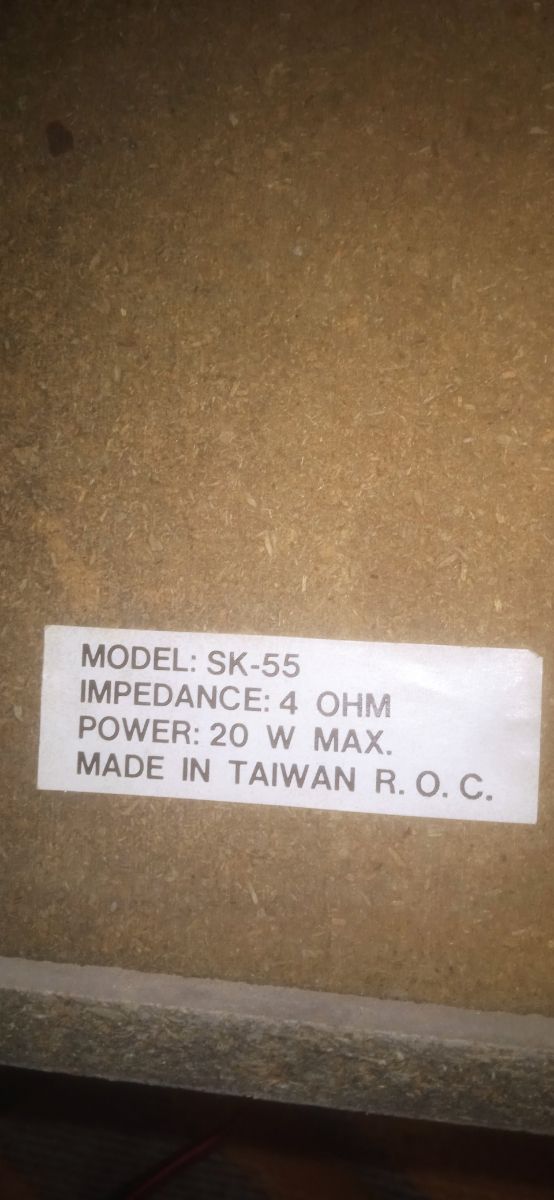 MODEL: SK-55
IMPEDANCE: 4 OHM
POWER: 20 W MAX.
MADE IN TAIWAN R. O. C.